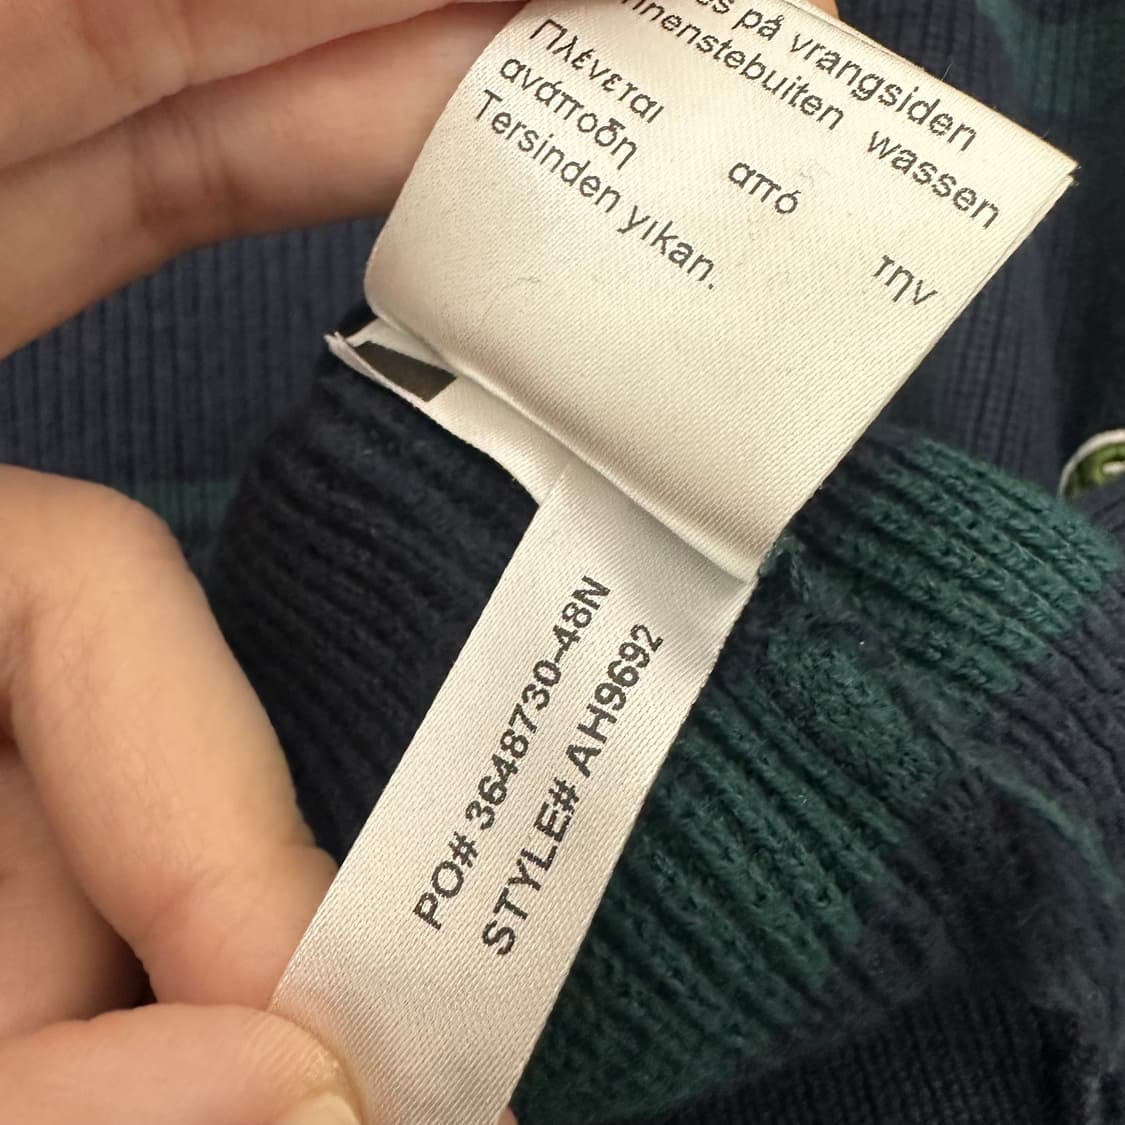 es på vrangsiden
nnenstebuiten wassen
Πλένεται από την
ανάποδη
Tersinden yıkan.
PO# 3648730-48N
STYLE# AH9692